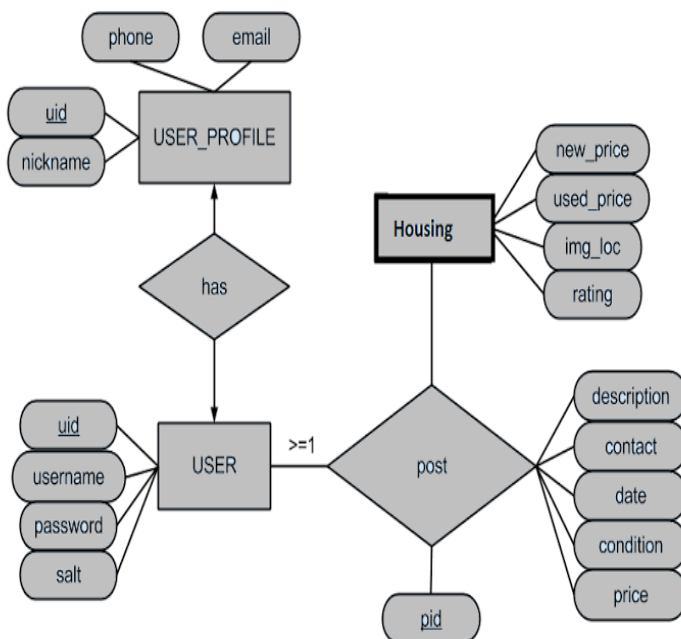 phone
email
uid
nickname
USER_PROFILE
new_price
used_price
img_loc
rating
Housing
has
uid
username
password
salt
USER
>=1
post
description
contact
date
condition
price
pid